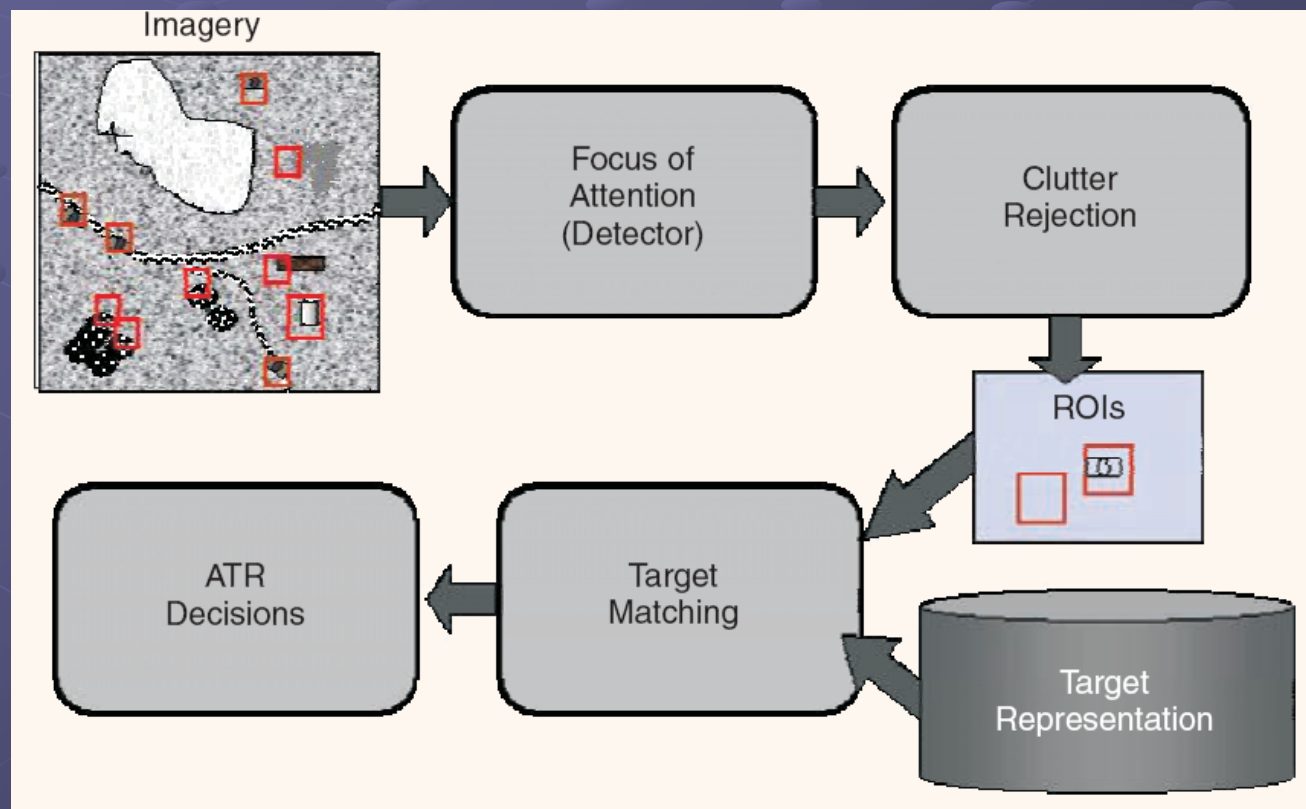 Imagery
Focus of
Attention
(Detector)
Clutter
Rejection
ROIs
Target
Matching
ATR
Decisions
Target
Representation